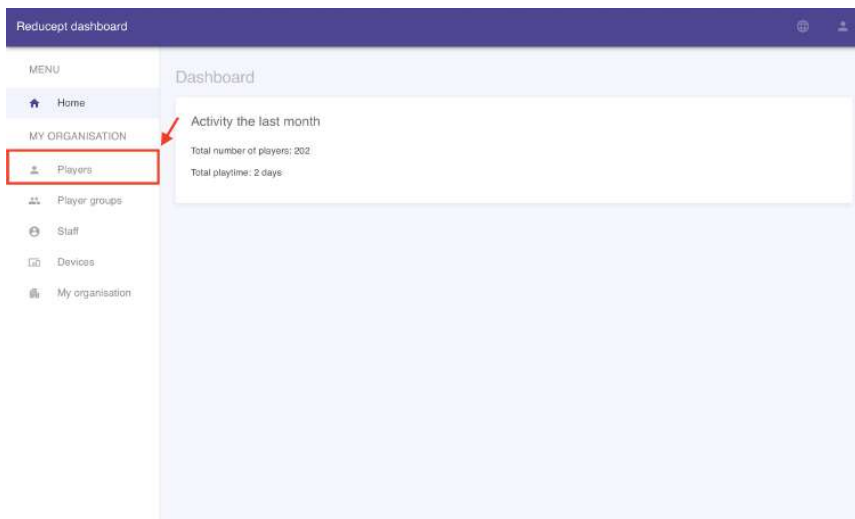 Reducept dashboard
MENU
Home
MY ORGANISATION
Players
Player groups
Staff
Devices
My organisation
Dashboard
Activity the last month
Total number of players: 202
Total playtime: 2 days